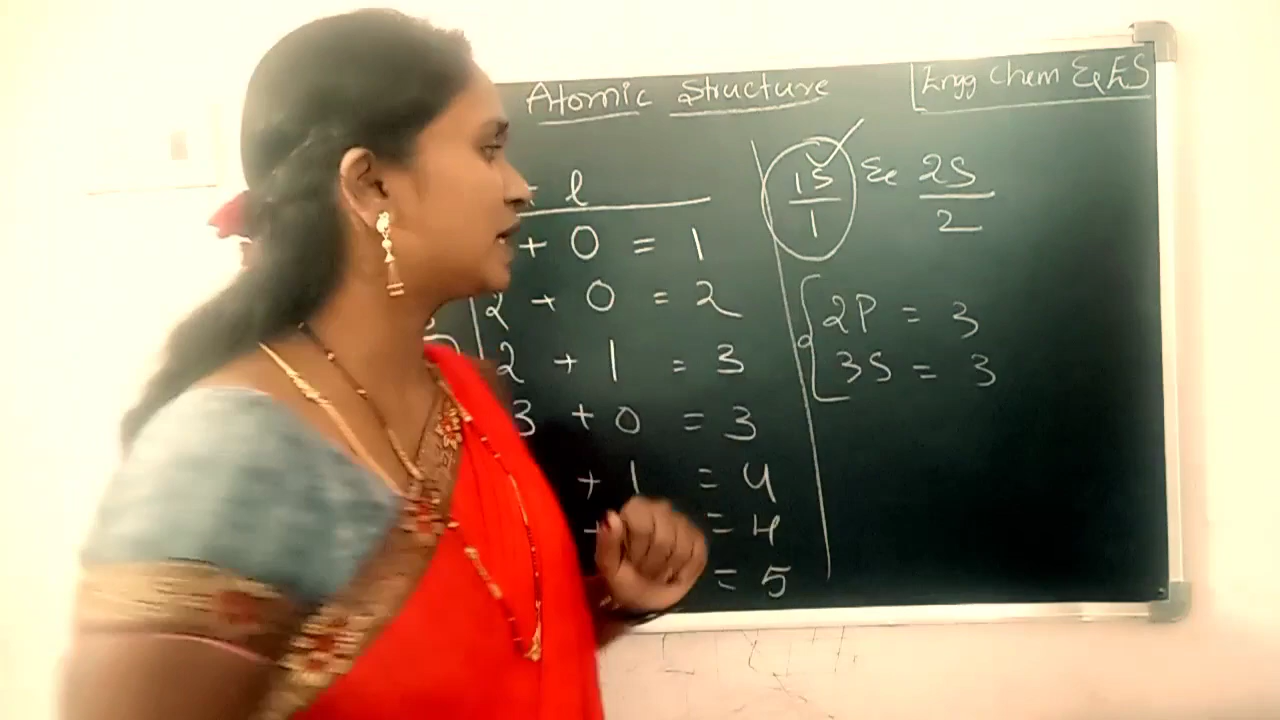 Atomic Structure
Engg Chem & ES
l
+ 0 = 1
2 + 0 = 2
2 + 1 = 3
3 + 0 = 3
+ 1 = 4
= 4
= 5
1S & 2S
1 2
2P = 3
3S = 3